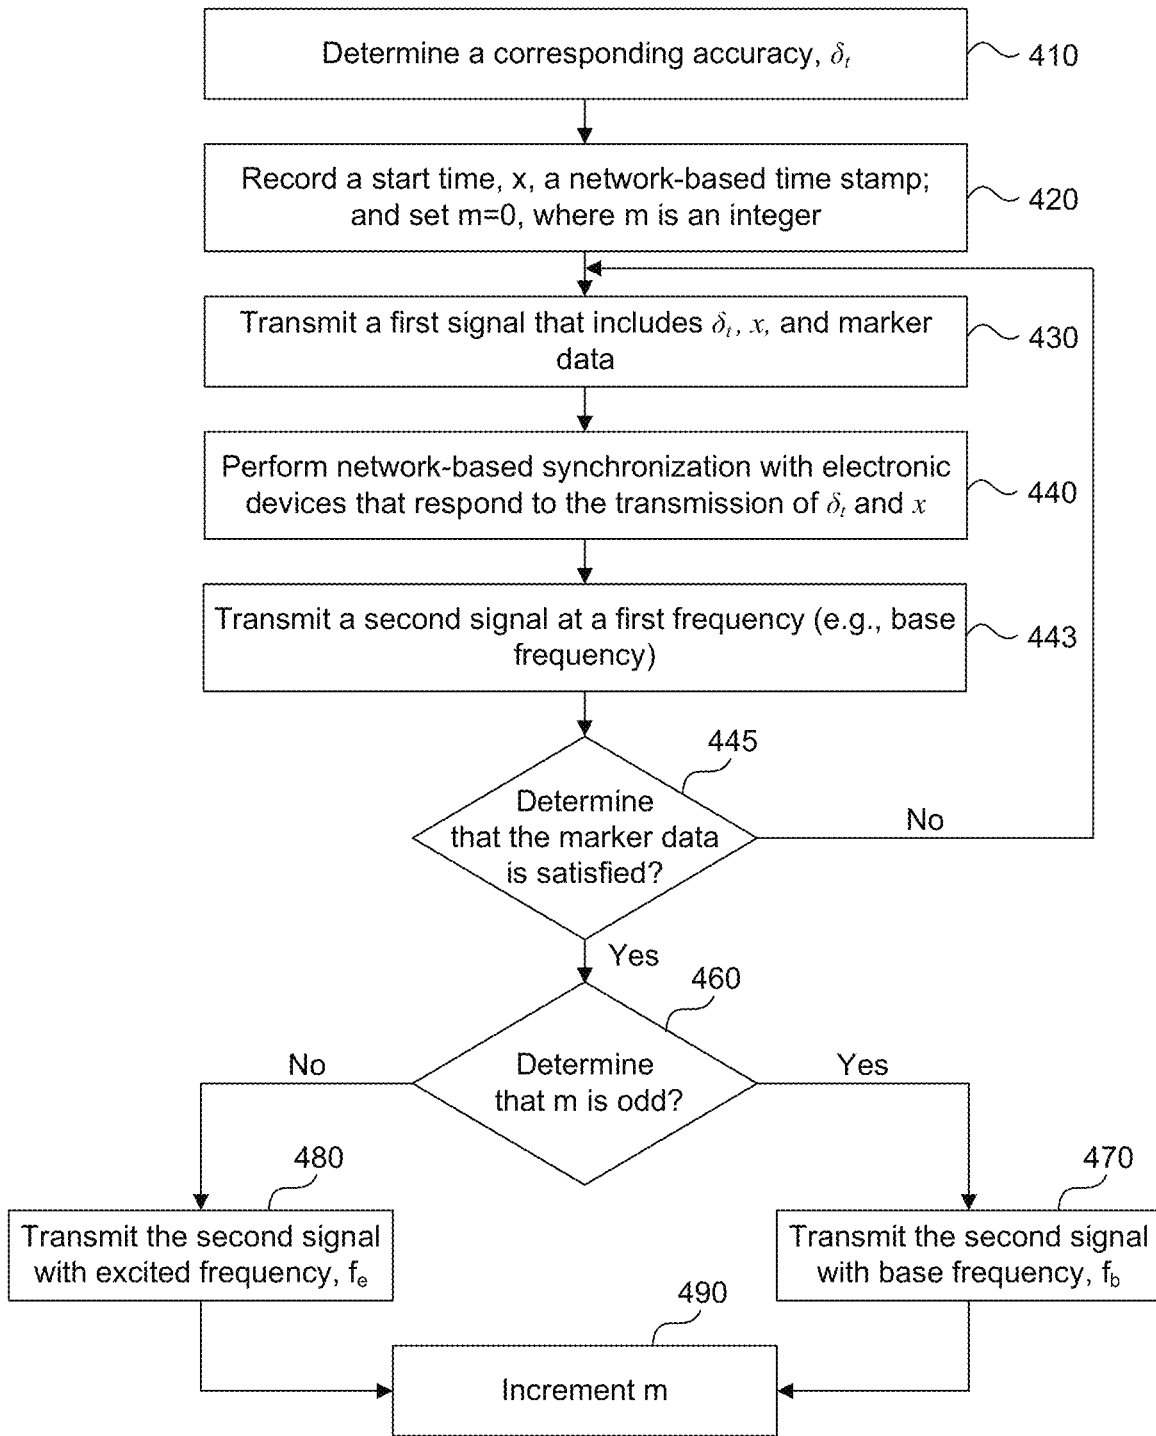 Determine a corresponding accuracy, δt
410
Record a start time, x, a network-based time stamp;
and set m=0, where m is an integer
420
Transmit a first signal that includes δt, x, and marker
data
430
Perform network-based synchronization with electronic
devices that respond to the transmission of δt and x
440
Transmit a second signal at a first frequency (e.g., base
frequency)
443
445
Determine
that the marker data
is satisfied?
No
Yes
460
Determine
that m is odd?
No
Yes
480
Transmit the second signal
with excited frequency, fe
470
Transmit the second signal
with base frequency, fb
490
Increment m